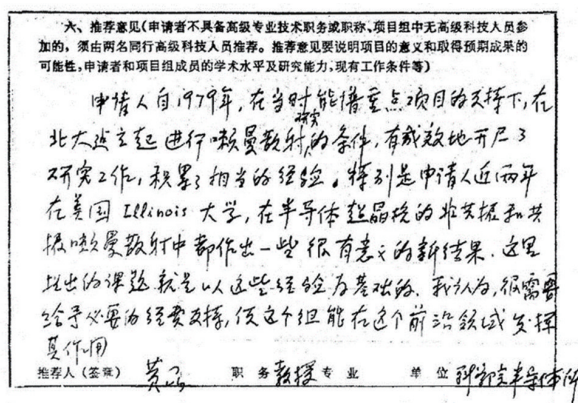 六、推荐意见(申请者不具备高级专业技术职务或职称、项目组中无高级科技人员参
加的,须由两名同行高级科技人员推荐。推荐意见要说明项目的意义和取得预期成果的
可能性,申请者和项目组成员的学术水平及研究能力,现有工作条件等)
申请人自1979年,在当时能谱重点项目的支持下,在
北大建立起进行喇曼散射研究的条件,有成效地开展了
研究工作,积累了相当的经验。特别是申请人近两年
在美国Illinois大学,在半导体超晶格的非共振和共
振喇曼散射中都作出一些很有意义的新结果。这里
提出的课题就是以这些经验为基础的。我认为,很需要
给予必要的经费支持,使这个组能在这个前沿领域发挥
其作用
推荐人(签章) 黄昆 职务 教授 专业 单位 科学院半导体所